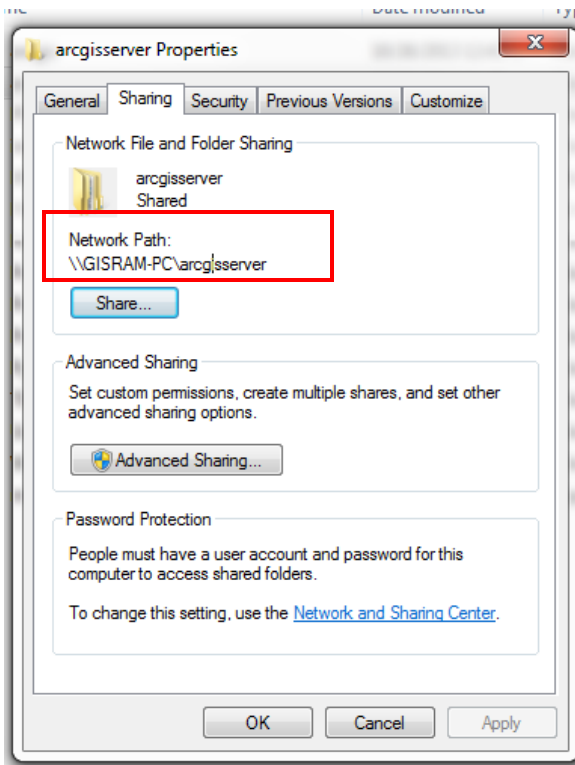 Date modified
arcgisserver Properties
x
General Sharing Security Previous Versions Customize
Network File and Folder Sharing
arcgisserver
Shared
Network Path:
\\GISRAM-PC\arcgisserver
Share...
Advanced Sharing
Set custom permissions, create multiple shares, and set other
advanced sharing options.
Advanced Sharing...
Password Protection
People must have a user account and password for this
computer to access shared folders.
To change this setting, use the Network and Sharing Center.
OK Cancel Apply